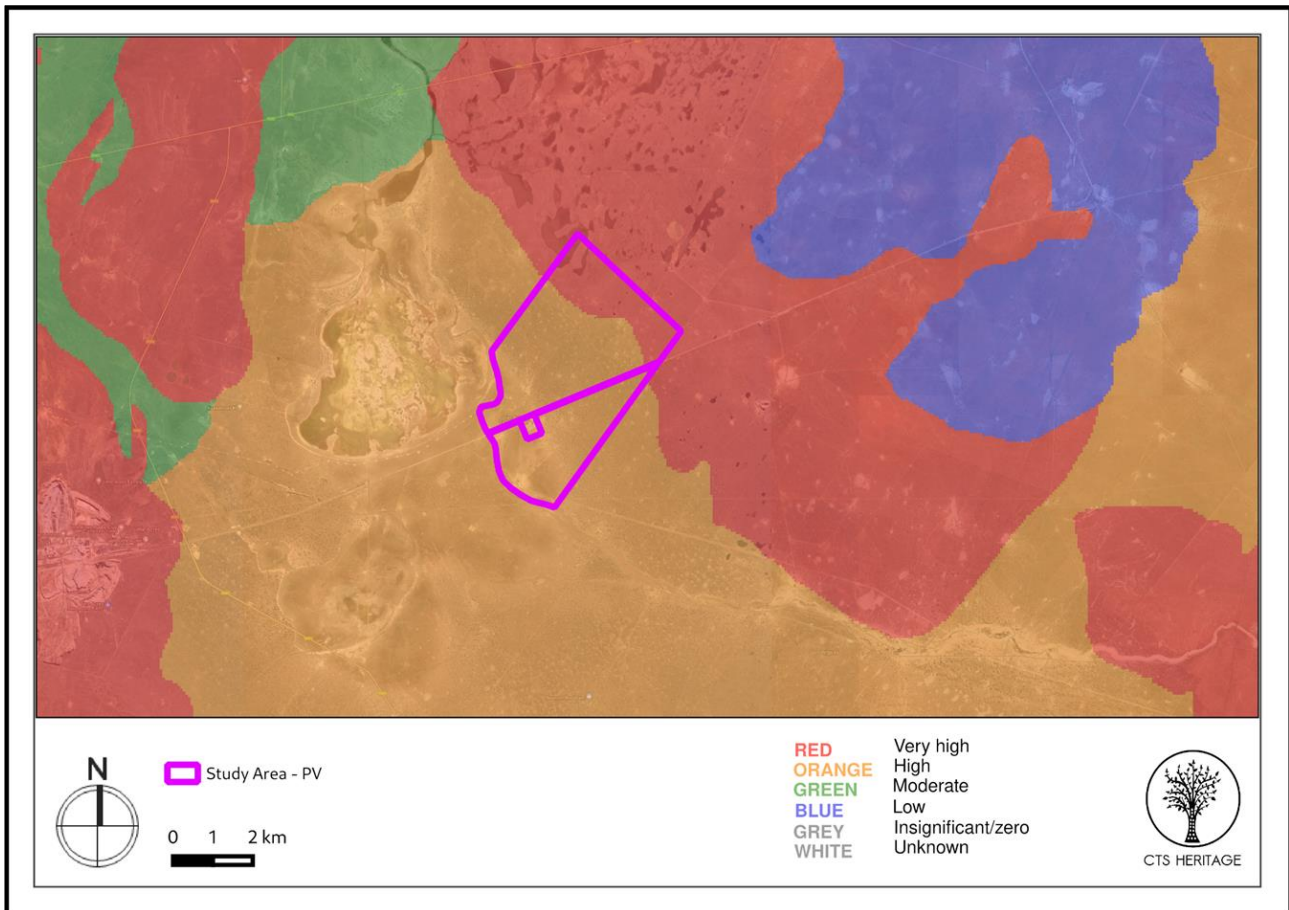 N
Study Area - PV
0 1 2 km
RED Very high
ORANGE High
GREEN Moderate
BLUE Low
GREY Insignificant/zero
WHITE Unknown
CTS HERITAGE